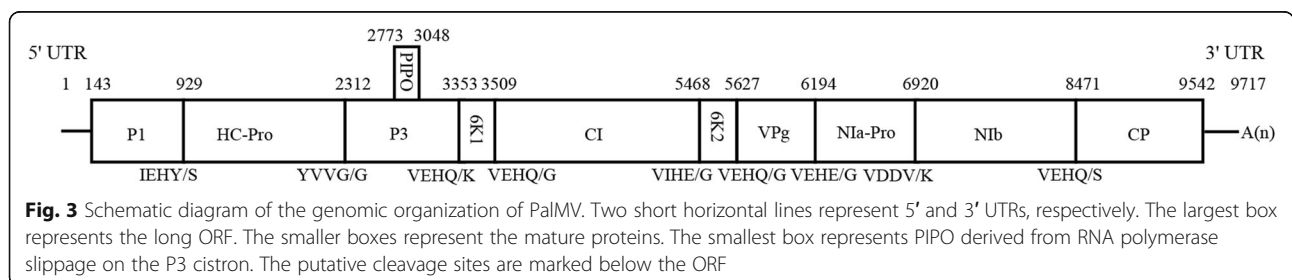 2773 3048
5' UTR PIPO 3' UTR
1 143 929 2312 3353 3509 5468 5627 6194 6920 8471 9542 9717
P1 HC-Pro P3 6K1 CI 6K2 VPg NIa-Pro NIb CP A(n)
IEHY/S YVVG/G VEHQ/K VEHQ/G VIHE/G VEHQ/G VEHE/G VDDV/K VEHQ/S
Fig. 3 Schematic diagram of the genomic organization of PalMV. Two short horizontal lines represent 5′ and 3′ UTRs, respectively. The largest box
represents the long ORF. The smaller boxes represent the mature proteins. The smallest box represents PIPO derived from RNA polymerase
slippage on the P3 cistron. The putative cleavage sites are marked below the ORF